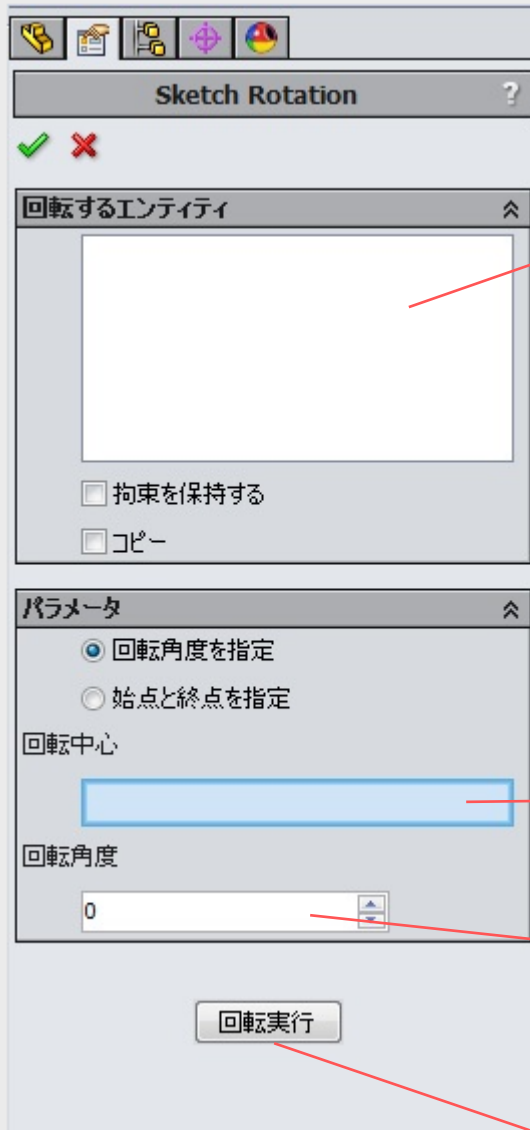 Sketch Rotation ?
回転するエンティティ
拘束を保持する
コピー
パラメータ
回転角度を指定
始点と終点を指定
回転中心
回転角度
0
回転実行